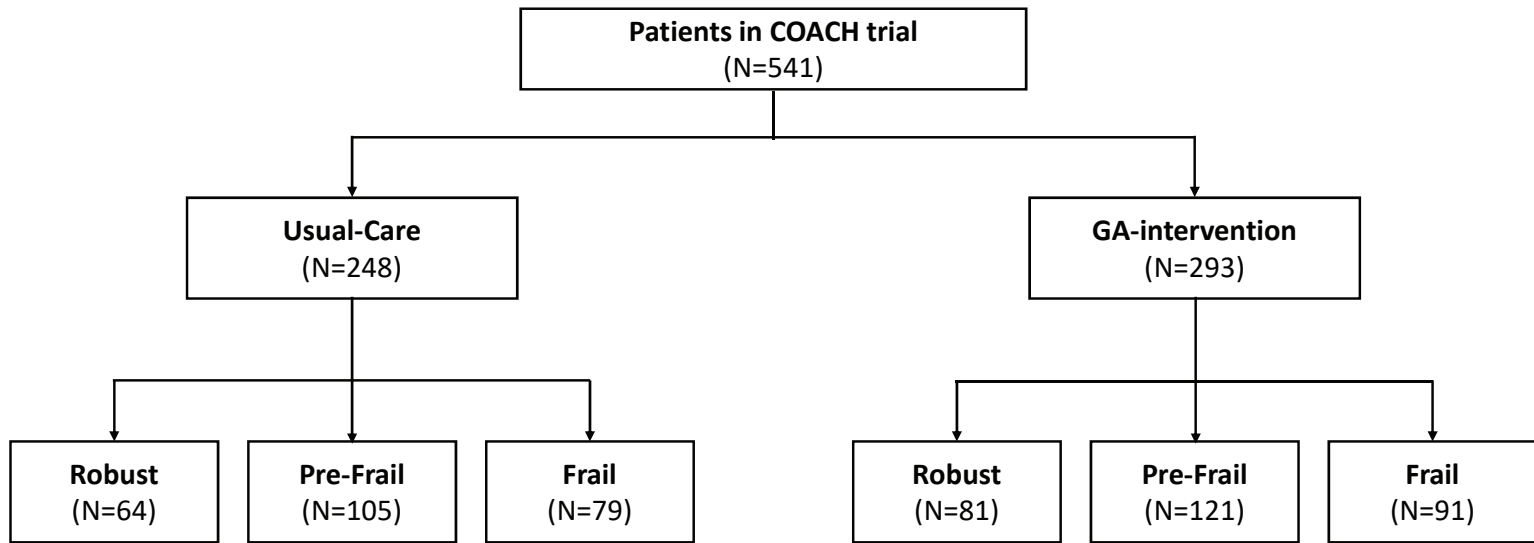 Patients in COACH trial
(N=541)
Usual-Care
(N=248)
GA-intervention
(N=293)
Robust
(N=64)
Pre-Frail
(N=105)
Frail
(N=79)
Robust
(N=81)
Pre-Frail
(N=121)
Frail
(N=91)